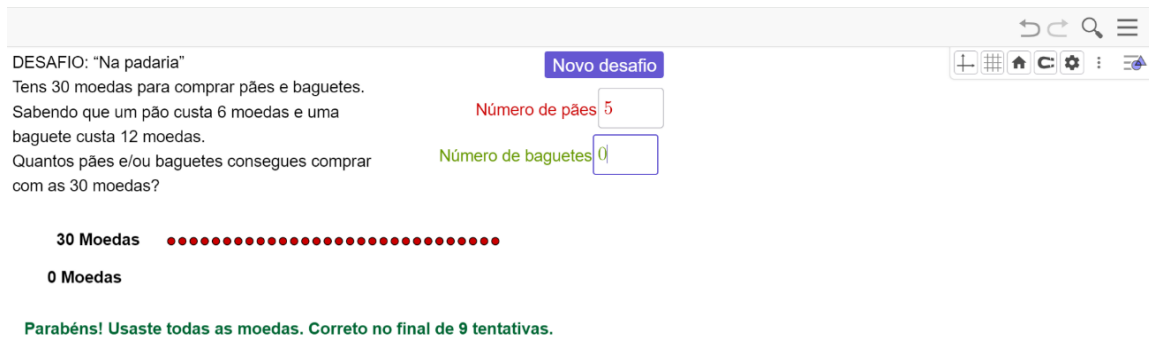 DESAFIO: “Na padaria”
Tens 30 moedas para comprar pães e baguetes.
Sabendo que um pão custa 6 moedas e uma
baguete custa 12 moedas.
Quantos pães e/ou baguetes consegues comprar
com as 30 moedas?
Novo desafio
Número de pães 5
Número de baguetes 0
30 Moedas
0 Moedas
Parabéns! Usaste todas as moedas. Correto no final de 9 tentativas.